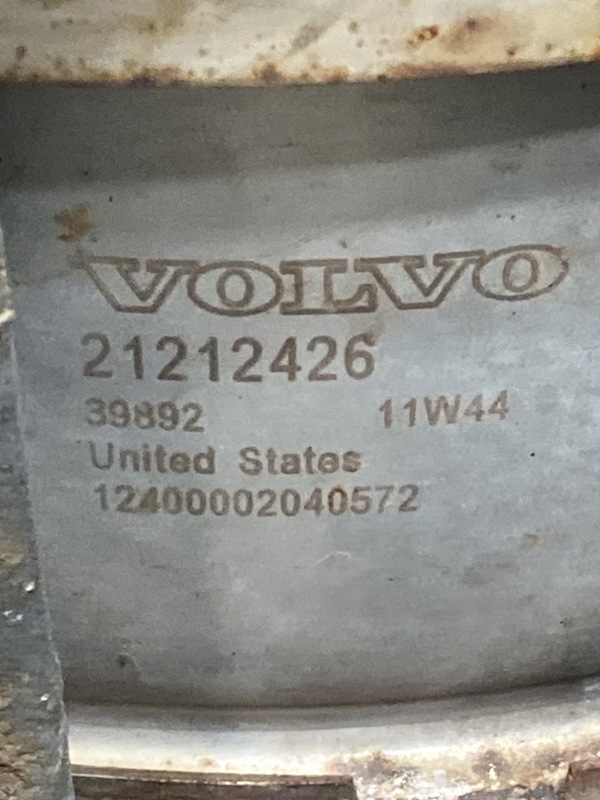 VOLVO
21212426
39892 11W44
United States
12400002040572